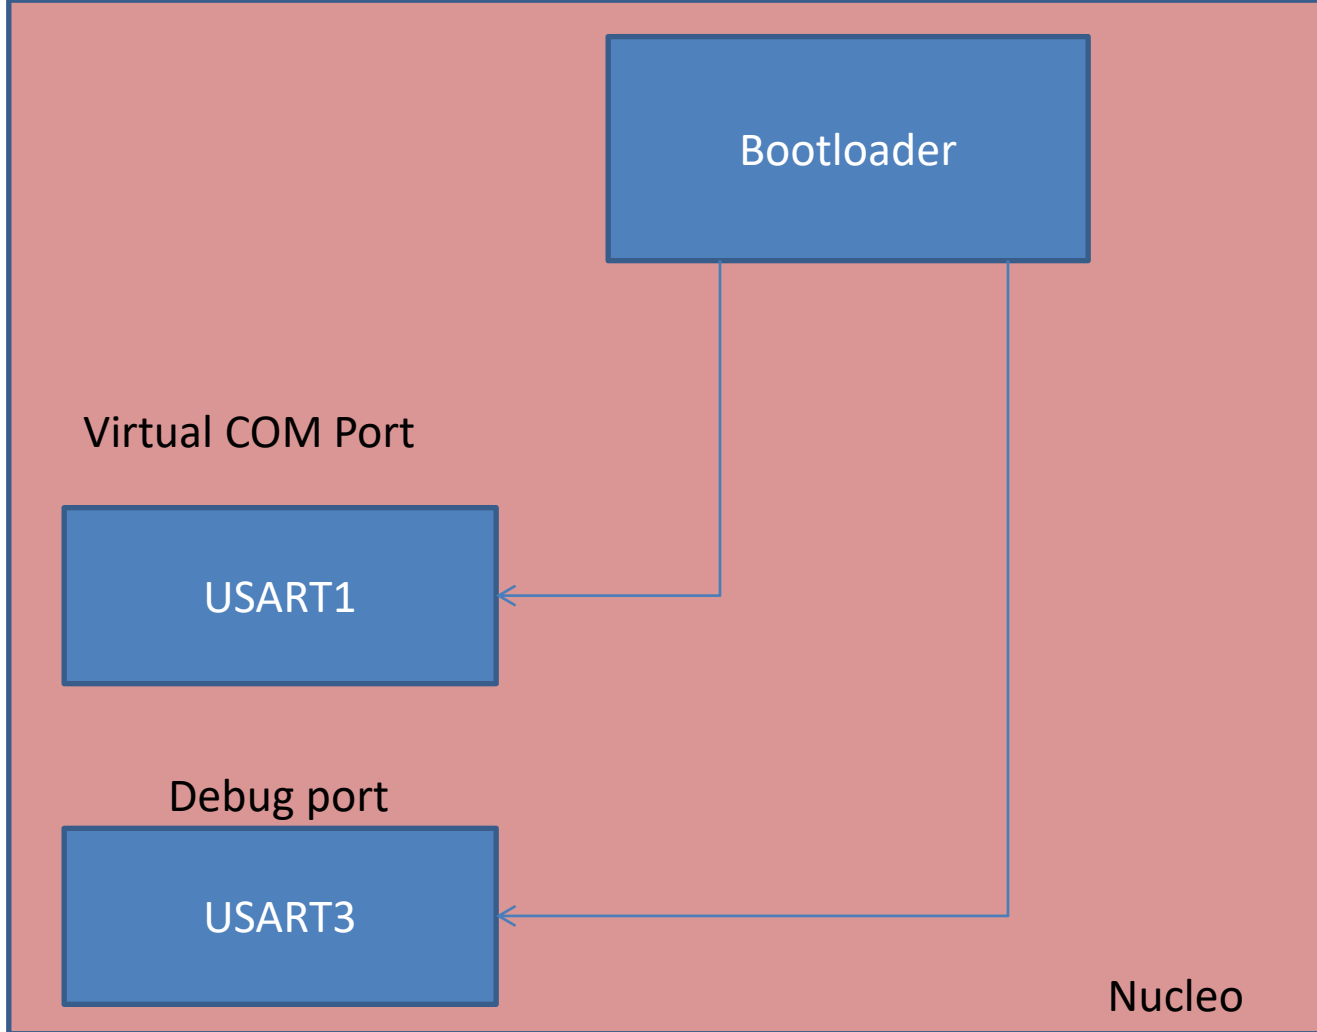 Bootloader
Virtual COM Port
USART1
Debug port
USART3
Nucleo